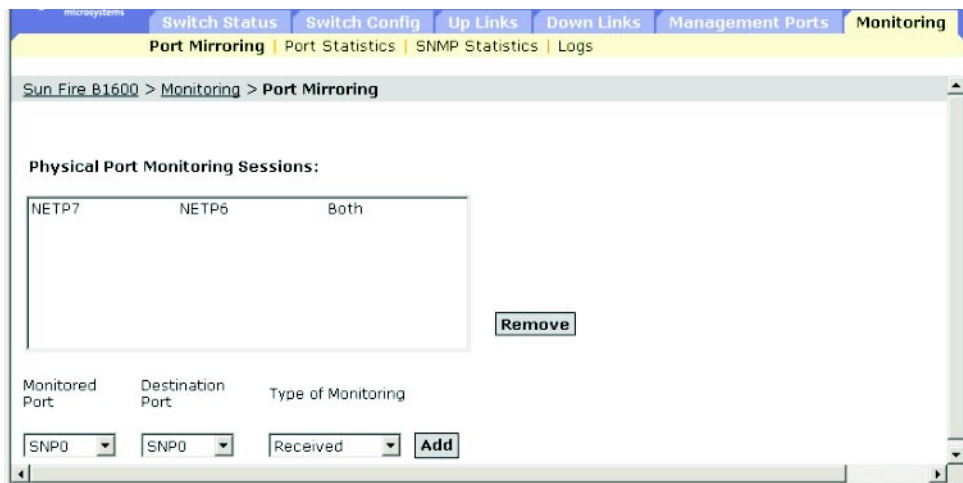 microsystems
Switch Status Switch Config Up Links Down Links Management Ports Monitoring
Port Mirroring | Port Statistics | SNMP Statistics | Logs
Sun Fire B1600 > Monitoring > Port Mirroring
Physical Port Monitoring Sessions:
NETP7 NETP6 Both
Remove
Monitored Port
Destination Port
Type of Monitoring
SNP0 SNP0 Received Add